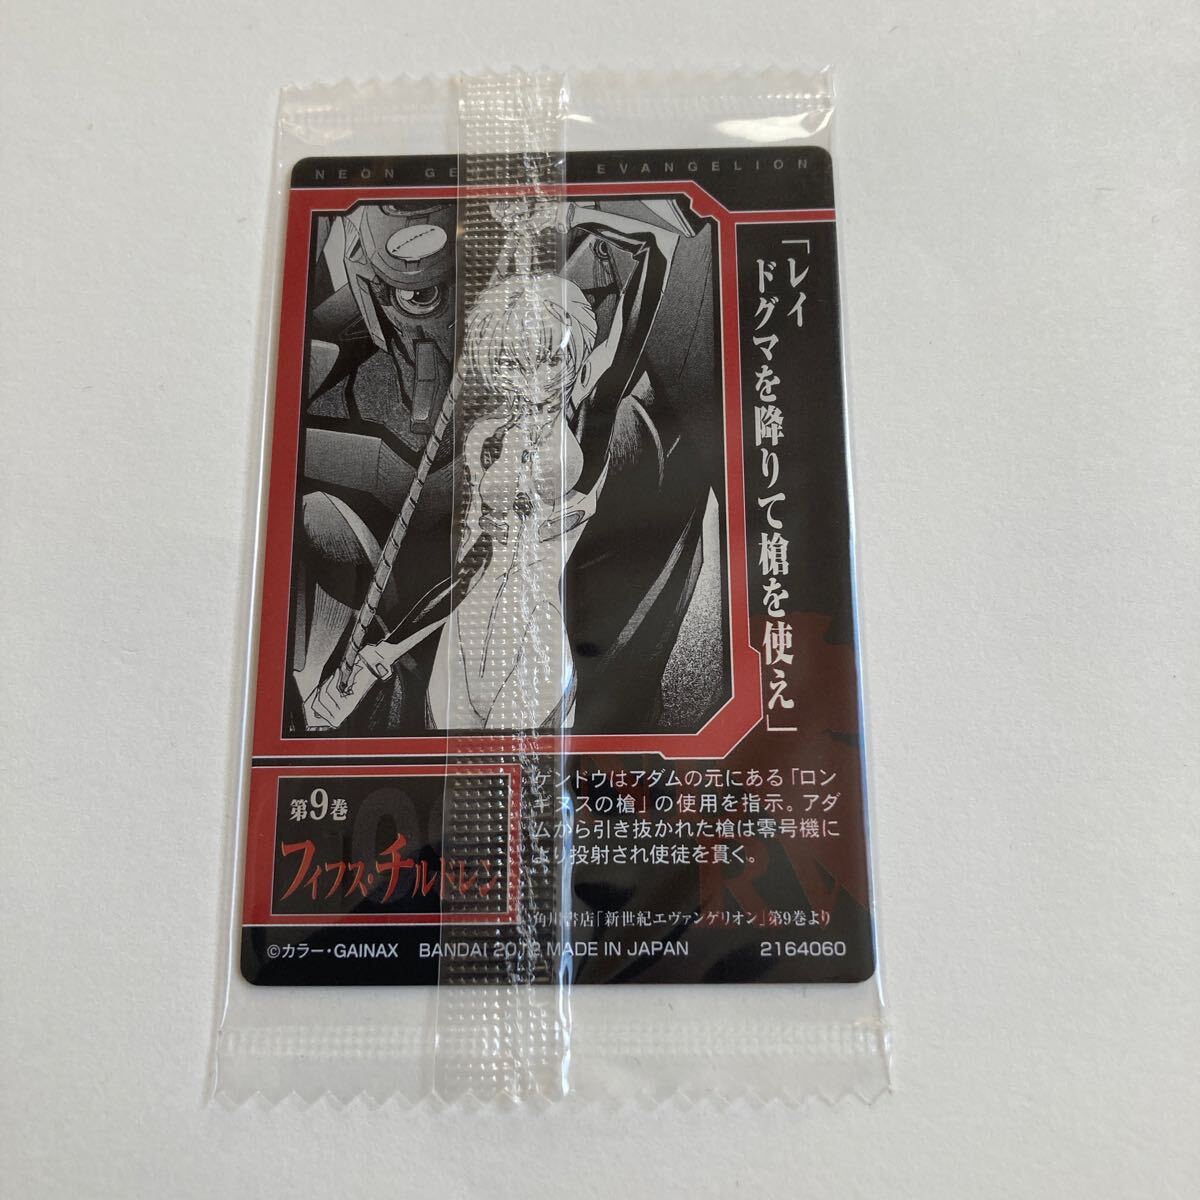 NEON GE EVANGELION
「レイ
ドグマを降りて槍を使え」
第9巻
フィフス・チルドレン
ゲンドウはアダムの元にある「ロン
ギヌスの槍」の使用を指示。アダ
ムから引き抜かれた槍は零号機に
より投射され使徒を貫く。
角川書店「新世紀エヴァンゲリオン」第9巻より
©カラー・GAINAX BANDAI 2012 MADE IN JAPAN 2164060